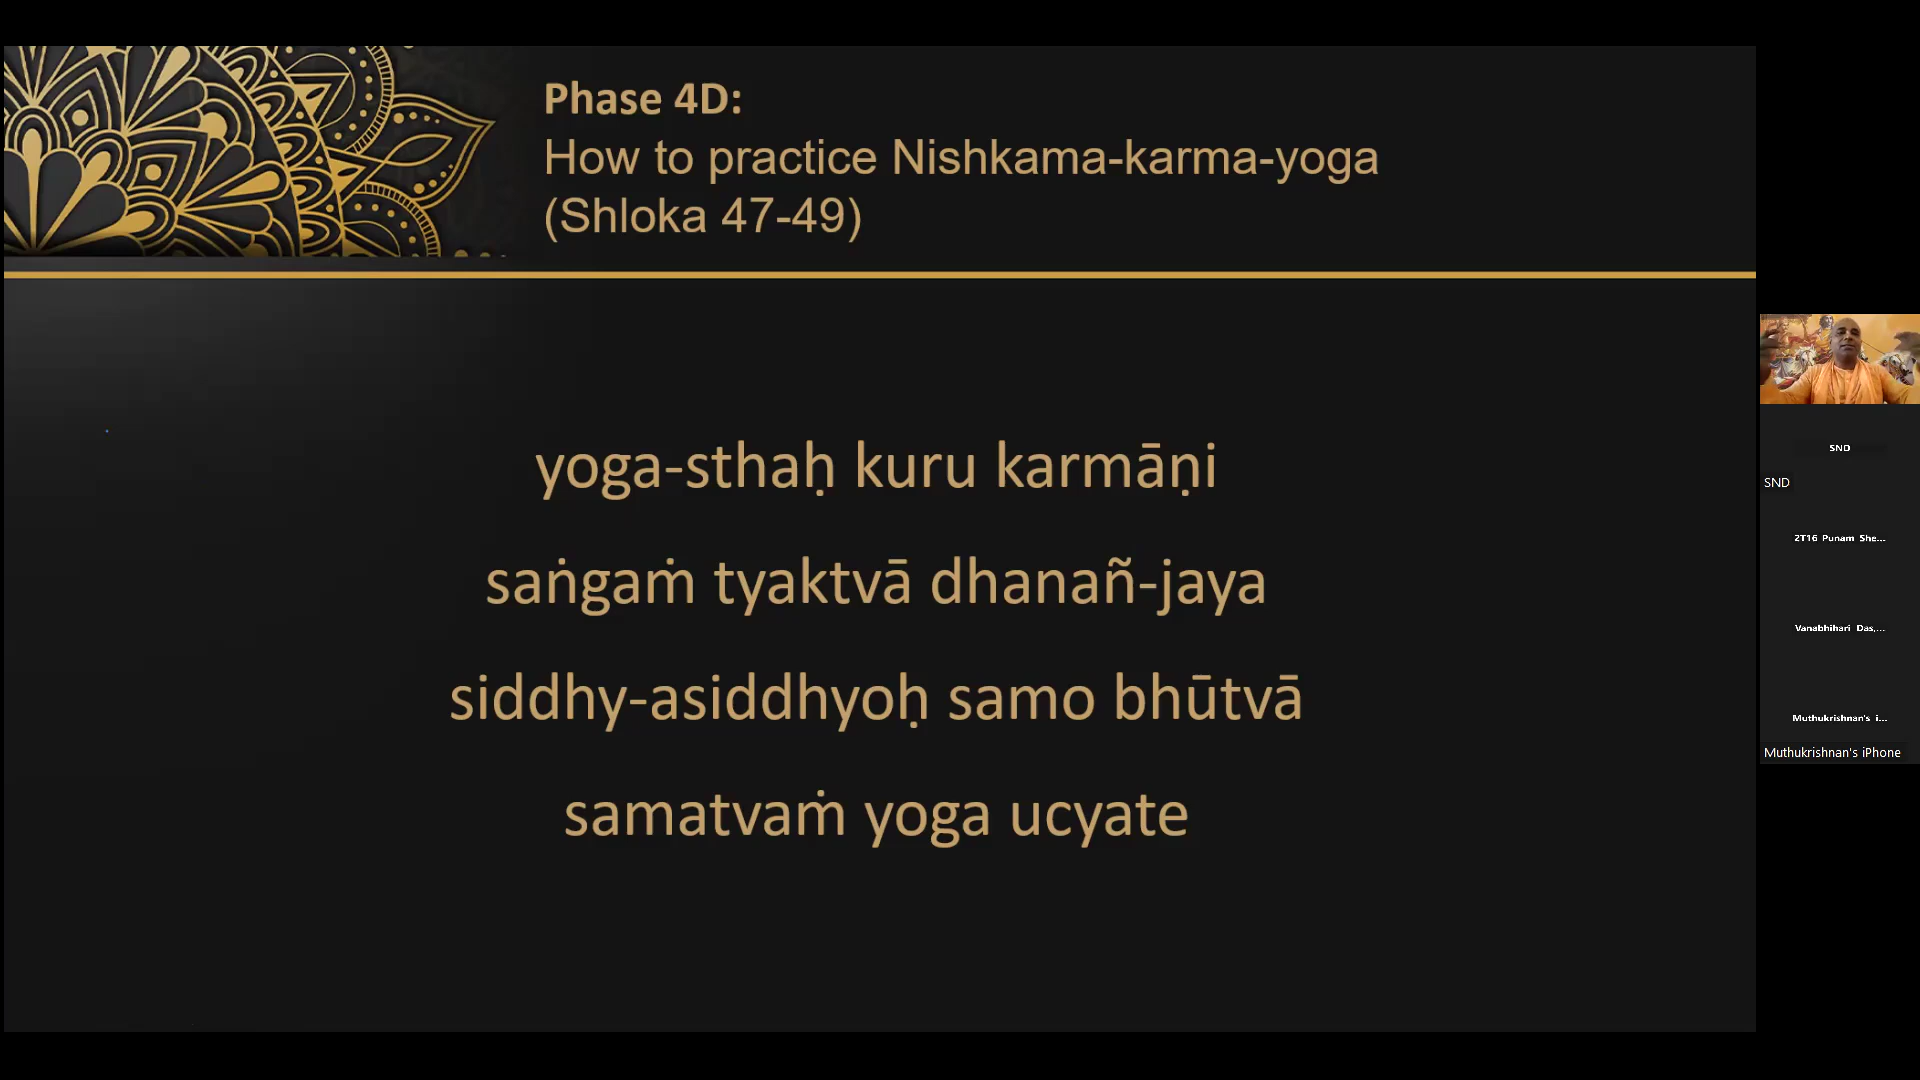 Phase 4D:
How to practice Nishkama-karma-yoga
(Shloka 47-49)
yoga-sthaḥ kuru karmāṇi
saṅgaṁ tyaktvā dhanañ-jaya
siddhy-asiddhyoḥ samo bhūtvā
samatvaṁ yoga ucyate
SND
SND
2T16 Punam She...
Vanabhihari Das,...
Muthukrishnan's i...
Muthukrishnan's iPhone